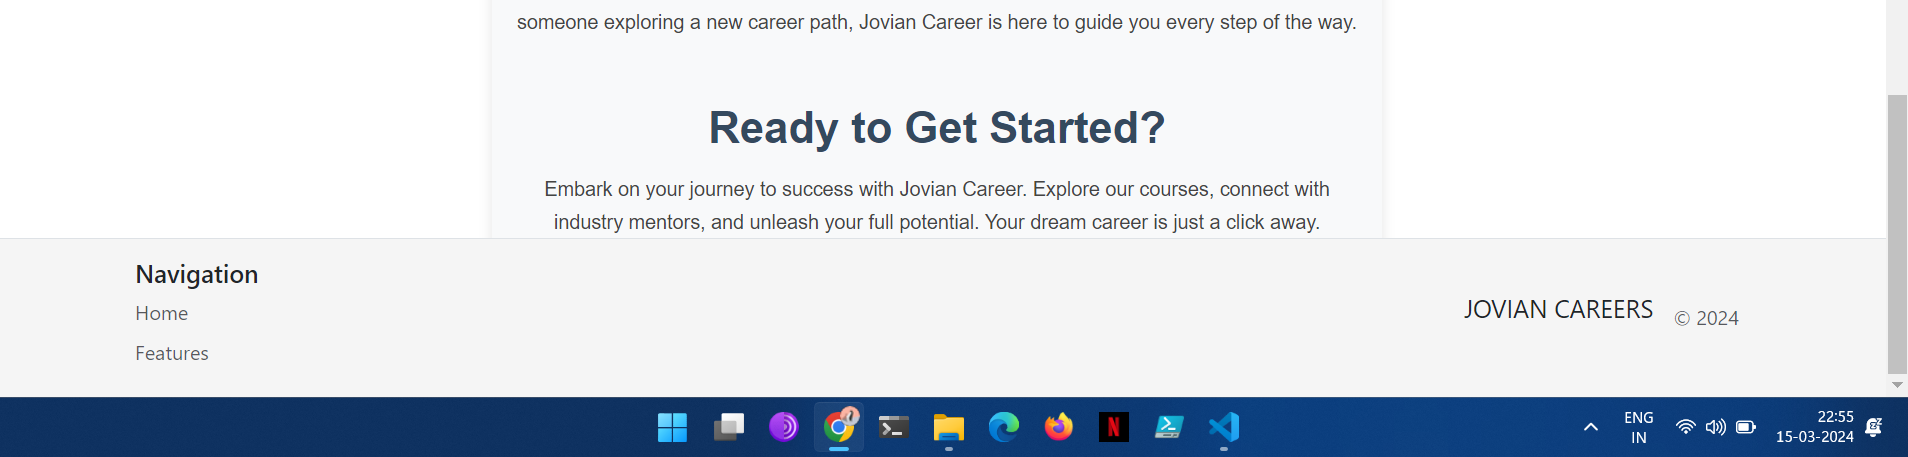 someone exploring a new career path, Jovian Career is here to guide you every step of the way.
Ready to Get Started?
Embark on your journey to success with Jovian Career. Explore our courses, connect with
industry mentors, and unleash your full potential. Your dream career is just a click away.
Navigation
Home
Features
JOVIAN CAREERS © 2024
ENG
IN
22:55
15-03-2024